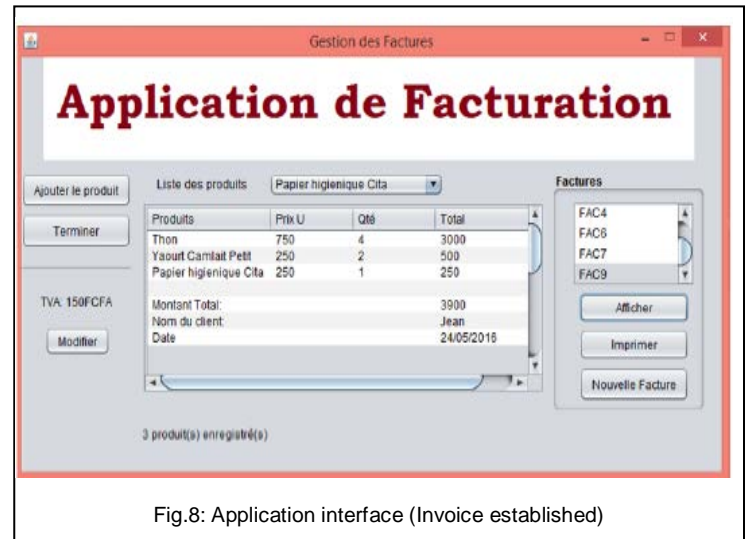 Gestion des Factures
Application de Facturation
Ajouter le produit
Terminer
TVA: 150FCFA
Modifier
Liste des produits Papier higienique Cita
Produits Prix U Qté Total
Thon 750 4 3000
Yaourt Camlait Petit 250 2 500
Papier higienique Cita 250 1 250
Montant Total: 3900
Nom du client: Jean
Date 24/05/2016
3 produit(s) enregistré(s)
Factures
FAC4
FAC6
FAC7
FAC9
Afficher
Imprimer
Nouvelle Facture
Fig.8: Application interface (Invoice established)